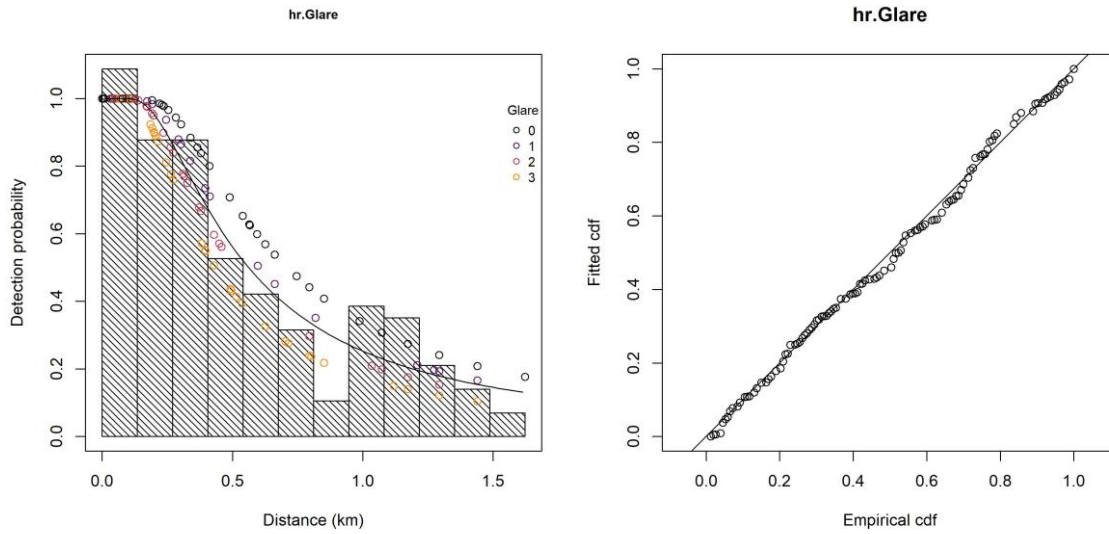 hr.Glare
Detection probability
1.0
0.8
0.6
0.4
0.2
0.0
Glare
0
1
2
3
0.0 0.5 1.0 1.5
Distance (km)
hr.Glare
Fitted cdf
1.0
0.8
0.6
0.4
0.2
0.0
0.0 0.2 0.4 0.6 0.8 1.0
Empirical cdf